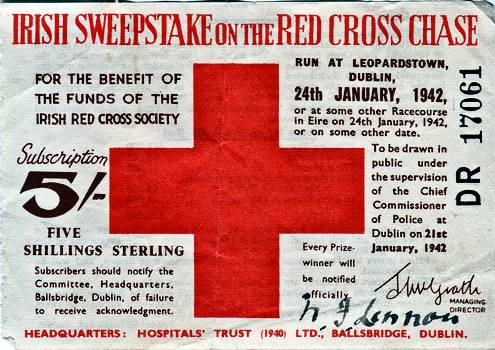 IRISH SWEEPSTAKE ON THE RED CROSS CHASE
FOR THE BENEFIT OF
THE FUNDS OF THE
IRISH RED CROSS SOCIETY
RUN AT LEOPARDSTOWN,
DUBLIN,
24th JANUARY, 1942,
or at some other Racecourse
in Eire on 24th January, 1942,
or on some other date.
DR 17061
Subscription
5/-
FIVE
SHILLINGS STERLING
Subscribers should notify the
Committee, Headquarters,
Ballsbridge, Dublin, of failure
to receive acknowledgment.
To be drawn in
public under
the supervision
of the Chief
Commissioner
of Police at
Dublin on 21st
January, 1942
Every Prize-
winner will
be notified
officially
J McGrath
MANAGING
DIRECTOR
Lennon
HEADQUARTERS: HOSPITALS' TRUST (1940) LTD., BALLSBRIDGE, DUBLIN.